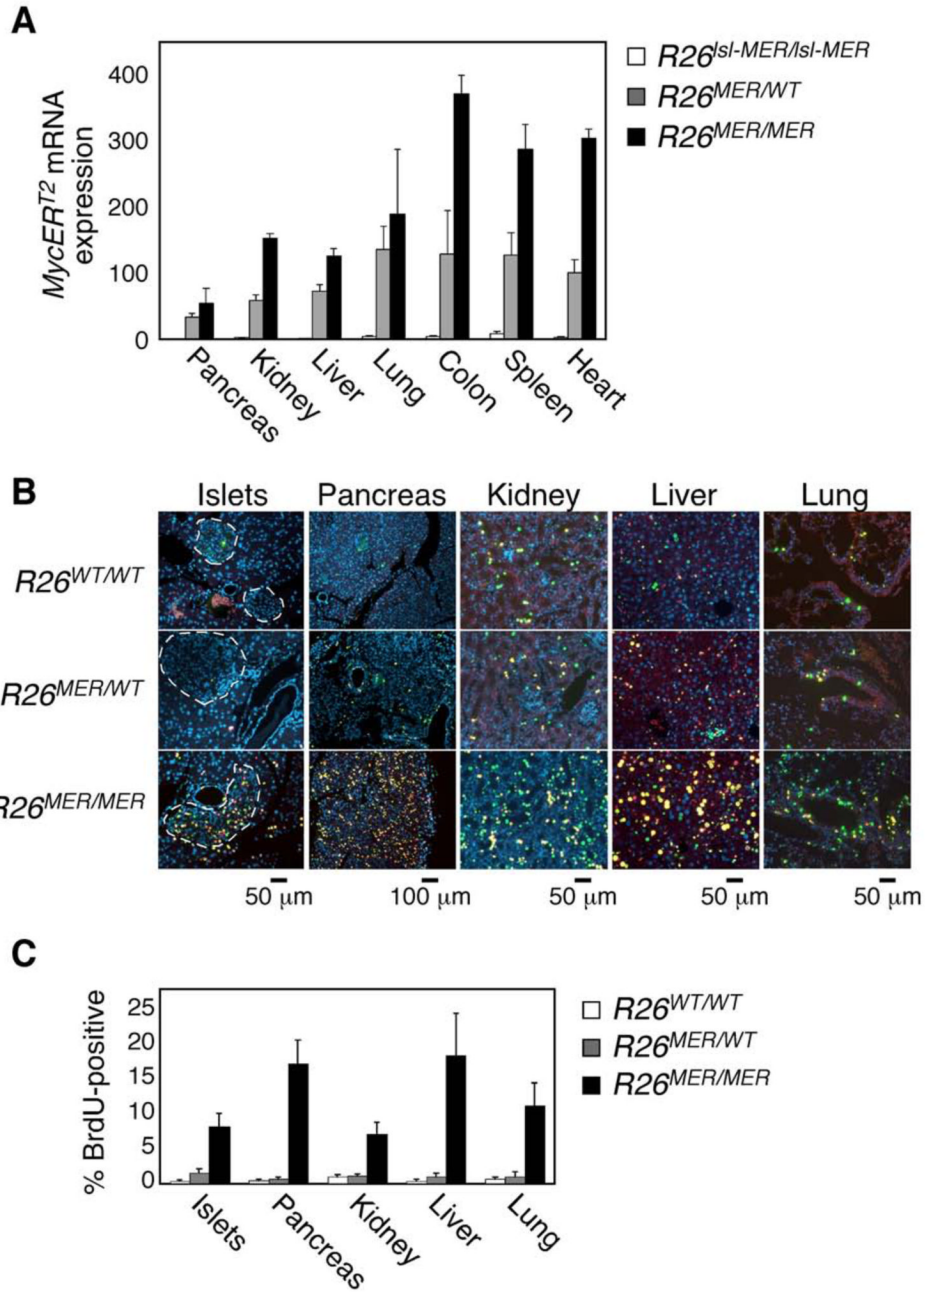 A
MycER^T2 mRNA
expression
400
300
200
100
0
Pancreas
Kidney
Liver
Lung
Colon
Spleen
Heart
R26^lsl-MER/lsl-MER
R26^MER/WT
R26^MER/MER
B
Islets Pancreas Kidney Liver Lung
R26^WT/WT
R26^MER/WT
R26^MER/MER
50 μm 100 μm 50 μm 50 μm 50 μm
C
% BrdU-positive
25
20
15
10
5
0
Islets
Pancreas
Kidney
Liver
Lung
R26^WT/WT
R26^MER/WT
R26^MER/MER